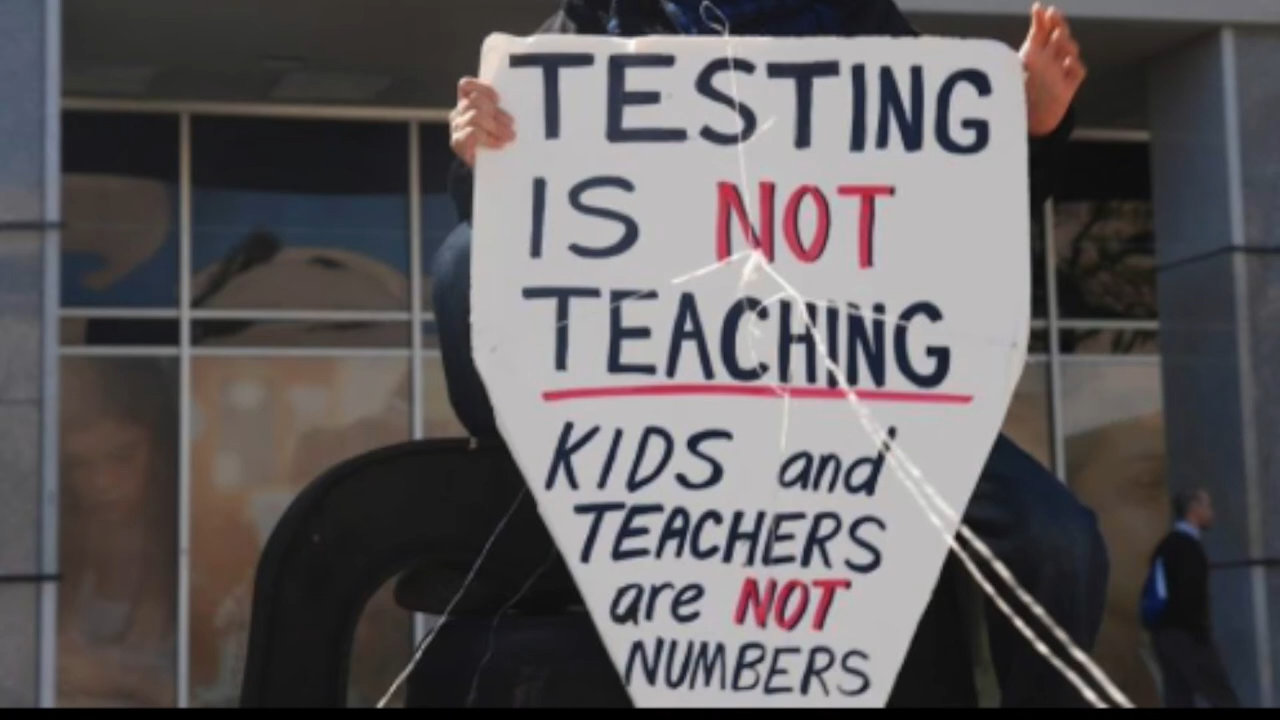 TESTING
IS NOT
TEACHING
KIDS and
TEACHERS
are NOT
NUMBERS